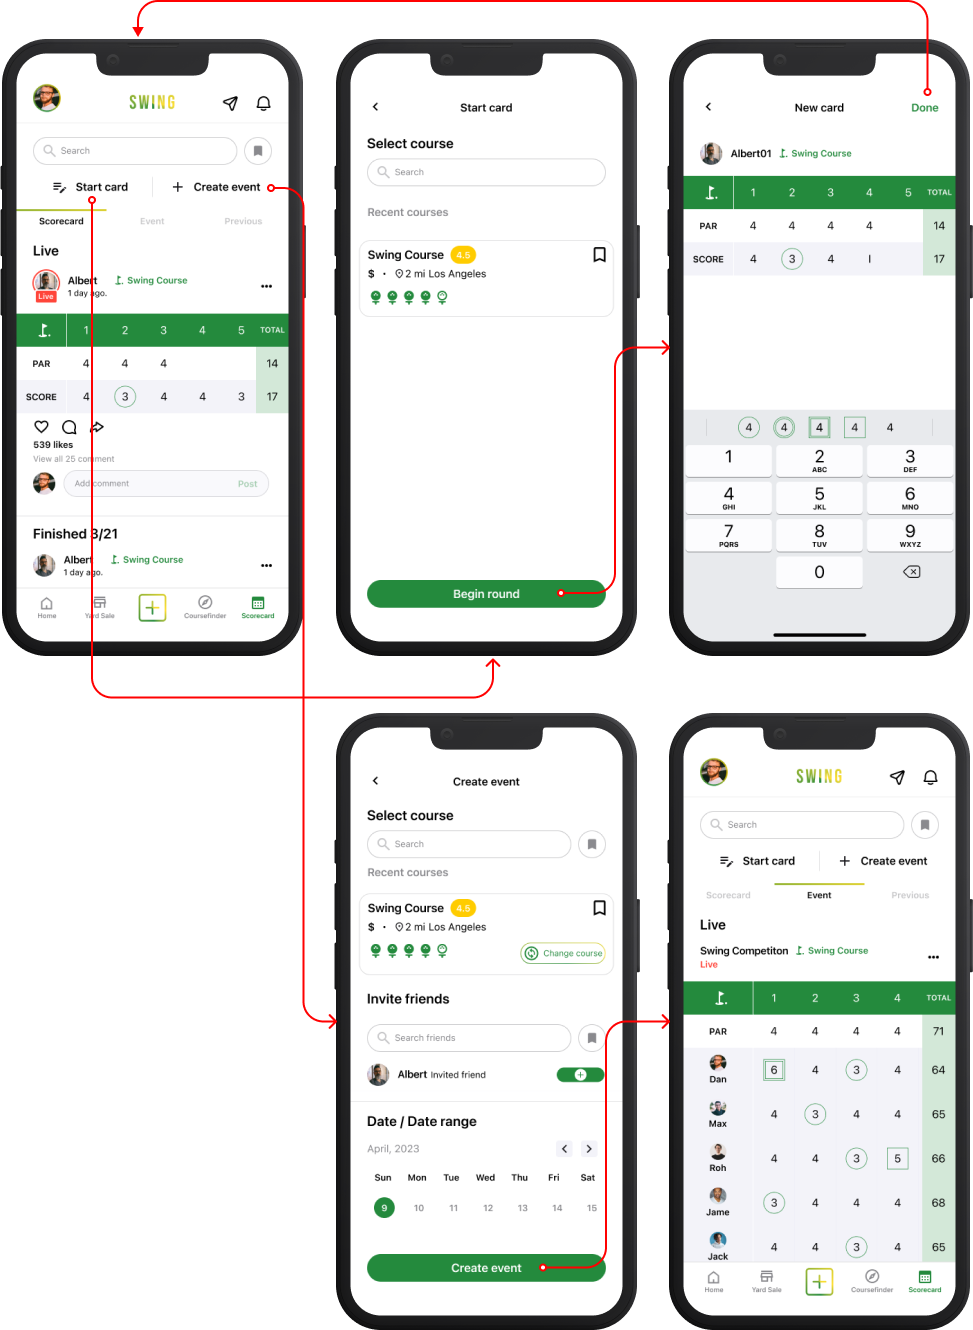 SWING
Search
Start card
Create event
Scorecard
Event
Previous
Live
Albert
Swing Course
Live
1 day ago.
1 2 3 4 5 TOTAL
PAR 4 4 4 14
SCORE 4 3 4 4 3 17
539 likes
View all 25 comment
Add comment
Post
Finished 3/21
Albert
Swing Course
1 day ago.
Home
Yard Sale
Coursefinder
Scorecard
Start card
Select course
Search
Recent courses
Swing Course 4.5
$ · 2 mi Los Angeles
Begin round
New card
Done
Albert01 Swing Course
1 2 3 4 5 TOTAL
PAR 4 4 4 4 14
SCORE 4 3 4 I 17
4 4 4 4 4
1
2
ABC
3
DEF
4
GHI
5
JKL
6
MNO
7
PQRS
8
TUV
9
WXYZ
0
Create event
Select course
Search
Recent courses
Swing Course 4.5
$ · 2 mi Los Angeles
Change course
Invite friends
Search friends
Albert Invited friend
Date / Date range
April, 2023
Sun Mon Tue Wed Thu Fri Sat
9 10 11 12 13 14 15
Create event
SWING
Search
Start card
Create event
Scorecard
Event
Previous
Live
Swing Competiton Swing Course
Live
1 2 3 4 TOTAL
PAR 4 4 4 4 71
Dan 6 4 3 4 64
Max 4 3 4 4 65
Roh 4 4 3 5 66
Jame 3 4 4 4 68
Jack 4 4 3 4 65
Home
Yard Sale
Coursefinder
Scorecard